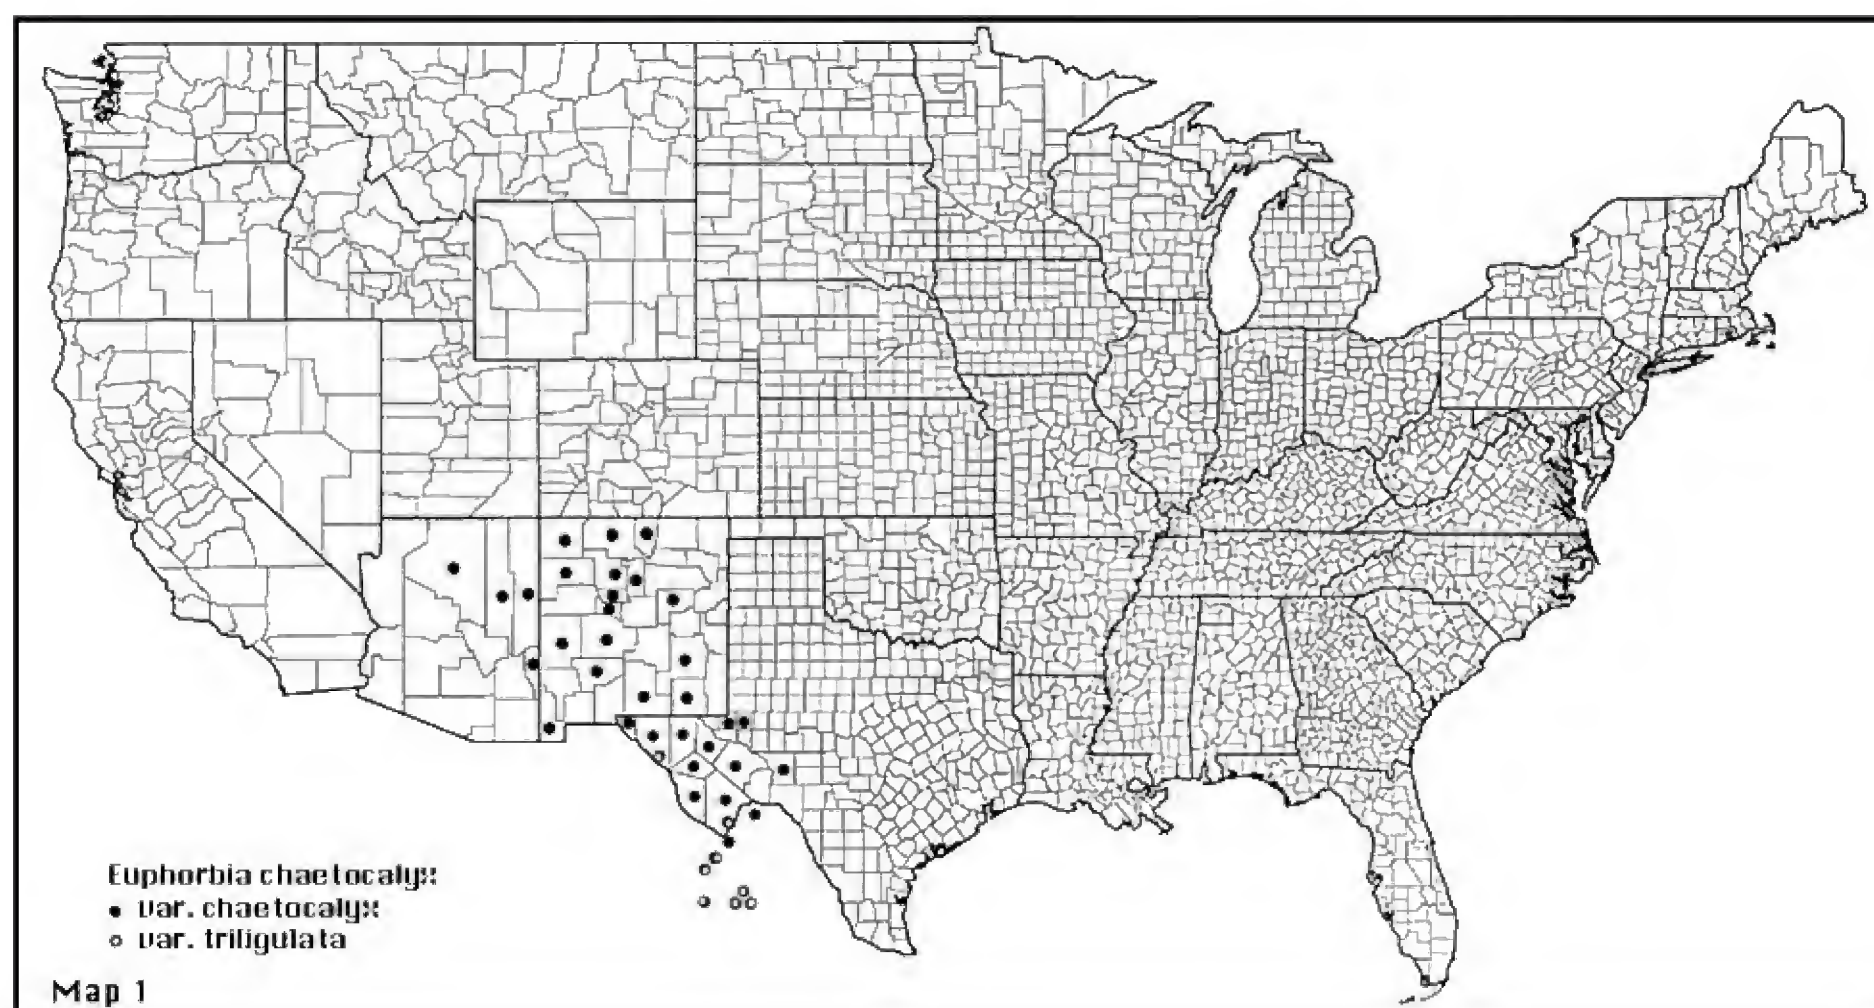 Euphorbia chaetocalyx
● var. chaetocalyx
○ var. triligulata
Map 1